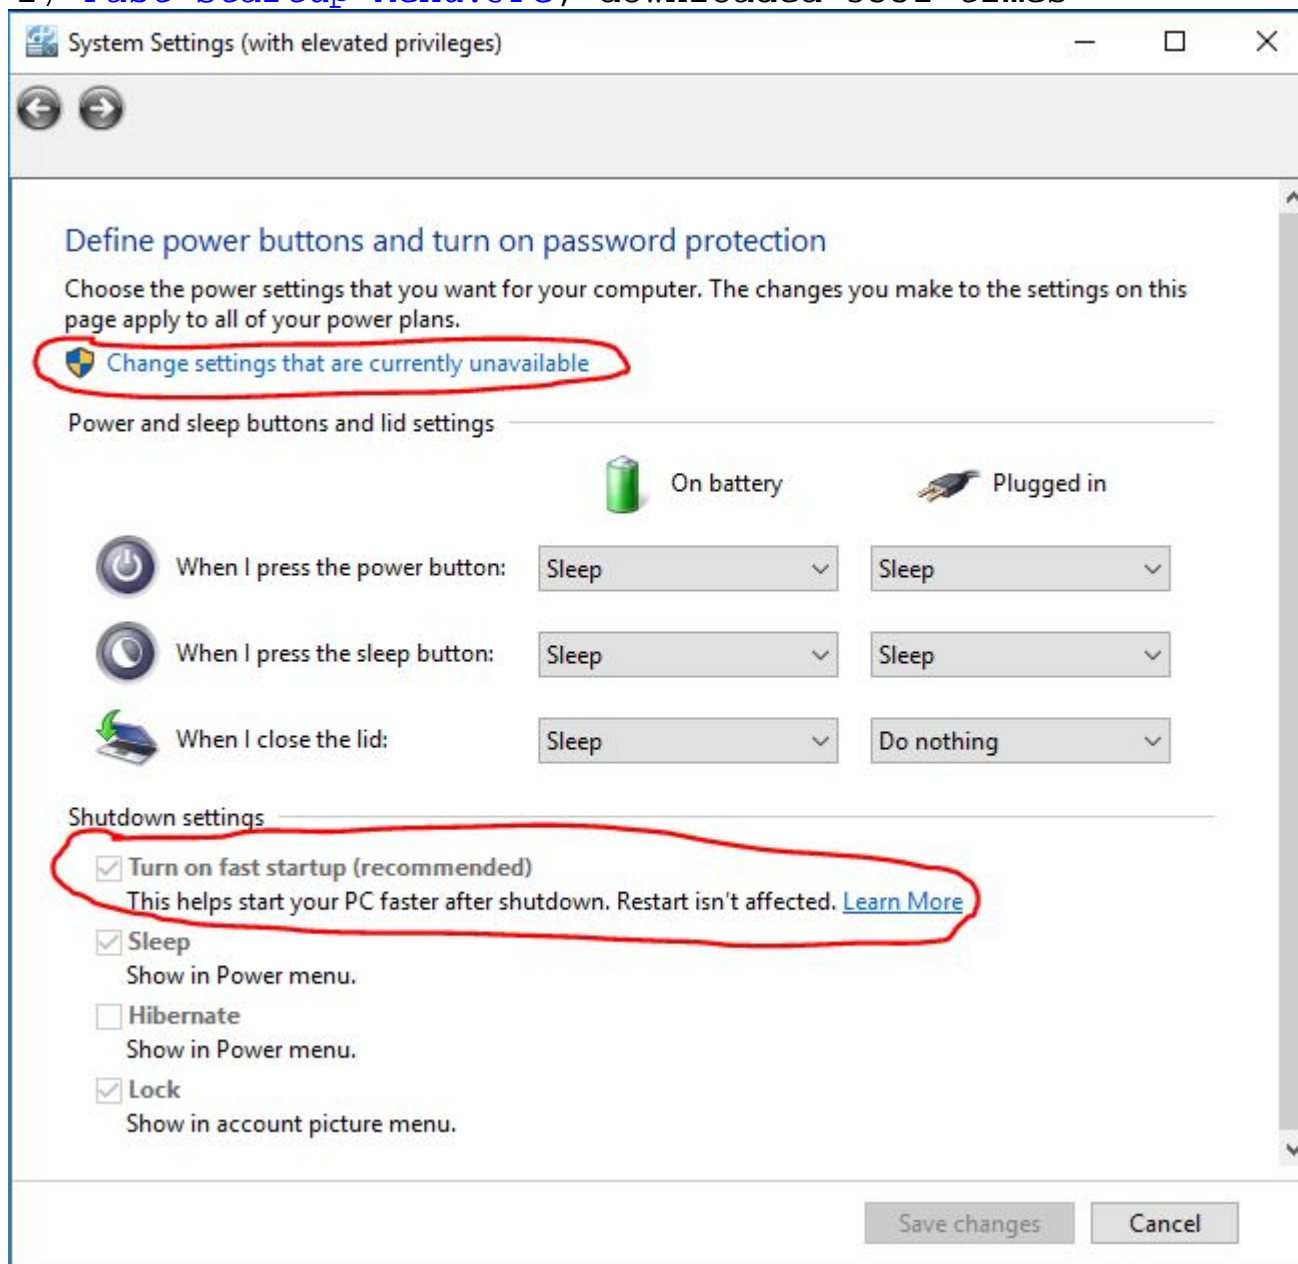 System Settings (with elevated privileges)
Define power buttons and turn on password protection
Choose the power settings that you want for your computer. The changes you make to the settings on this
page apply to all of your power plans.
Change settings that are currently unavailable
Power and sleep buttons and lid settings
On battery Plugged in
When I press the power button: Sleep Sleep
When I press the sleep button: Sleep Sleep
When I close the lid: Sleep Do nothing
Shutdown settings
Turn on fast startup (recommended)
This helps start your PC faster after shutdown. Restart isn't affected. Learn More
Sleep
Show in Power menu.
Hibernate
Show in Power menu.
Lock
Show in account picture menu.
Save changes Cancel